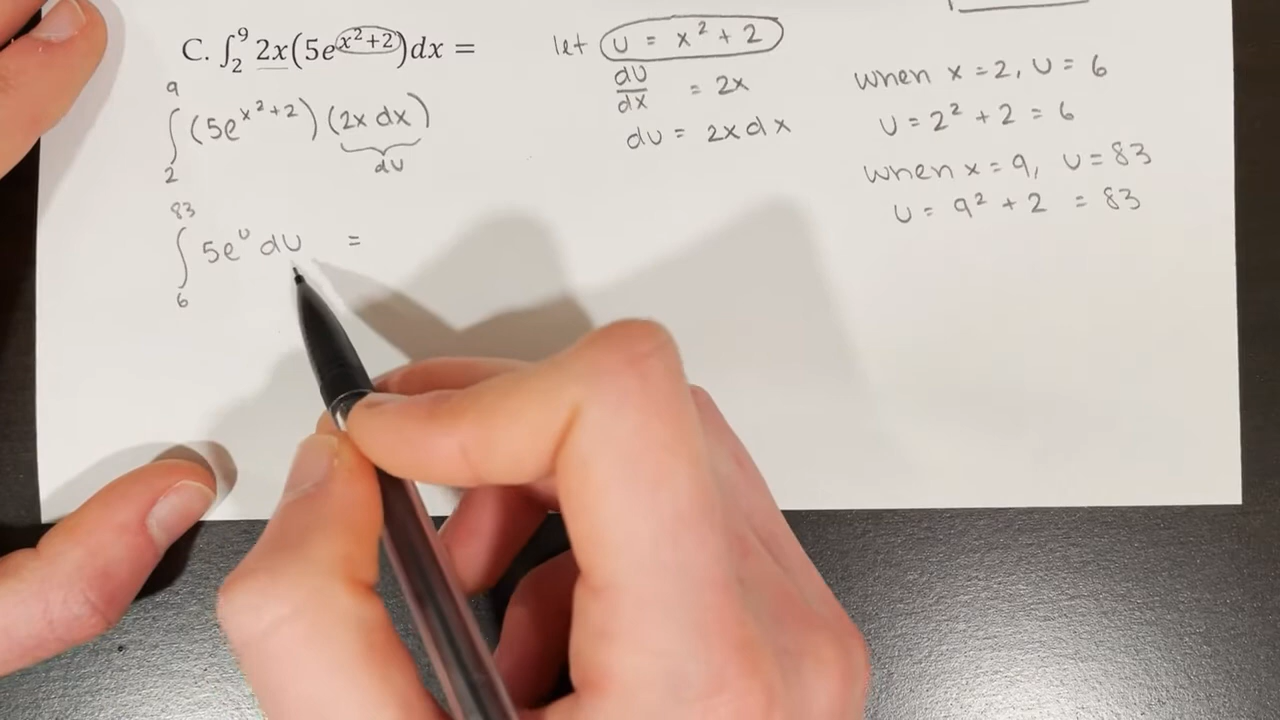 C. ∫₂⁹ 2x(5e^(x²+2))dx =
∫₂⁹ (5e^(x²+2)) (2x dx)
du
∫₆⁸³ 5e^u du =
let u = x² + 2
du/dx = 2x
du = 2x dx
when x = 2, u = 6
u = 2² + 2 = 6
when x = 9, u = 83
u = 9² + 2 = 83